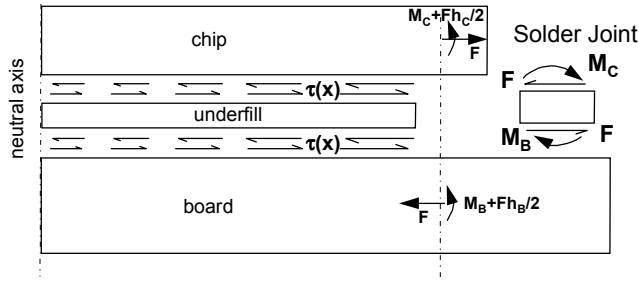 M_C+Fh_C/2
chip
F
Solder Joint
M_C
F
τ(x)
underfill
τ(x)
M_B
F
neutral axis
board
F
M_B+Fh_B/2